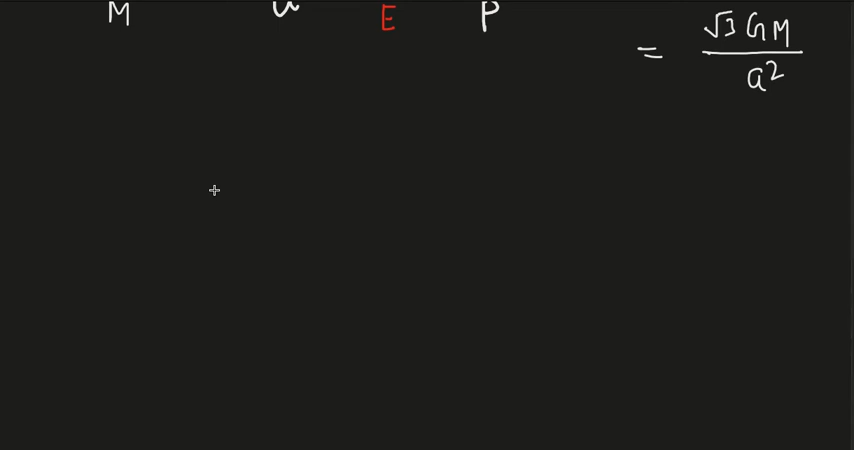 M a E P
= √3 GM
a²